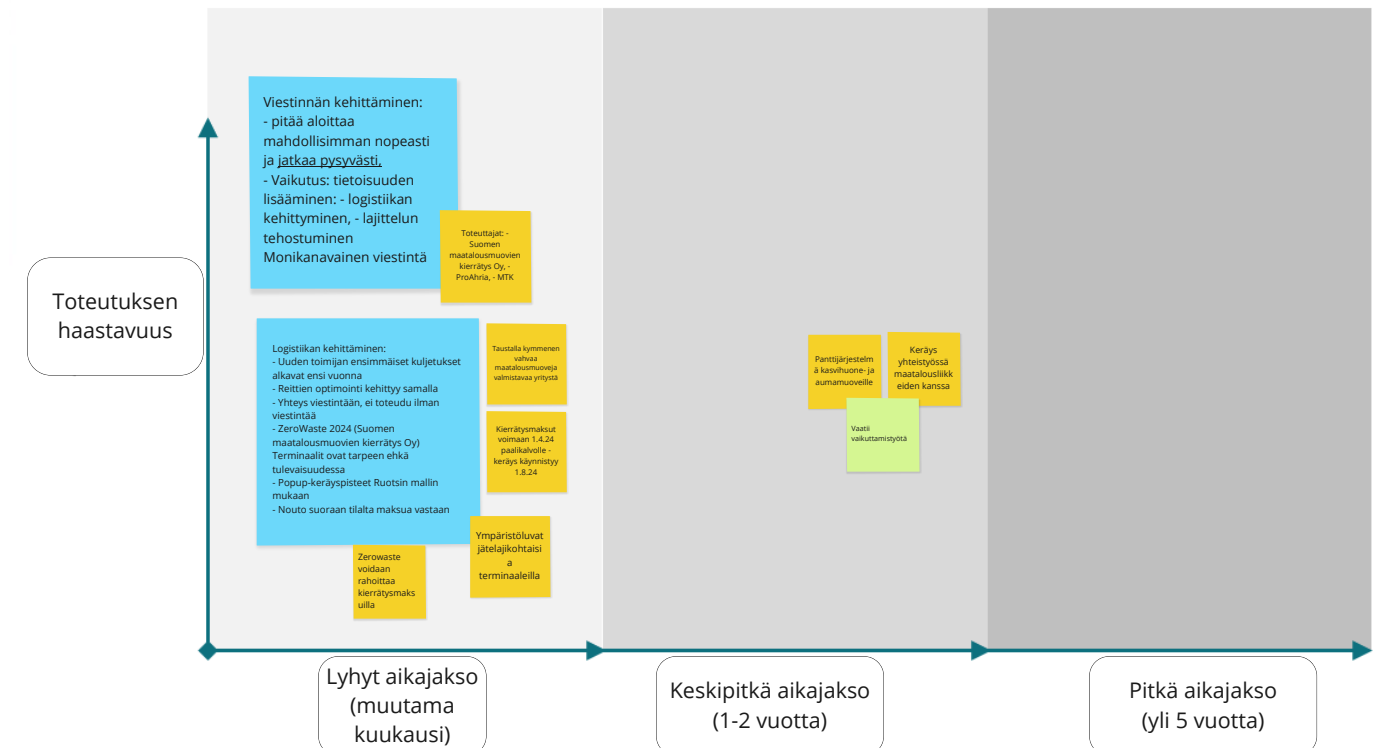 Viestinnän kehittäminen:
- pitää aloittaa
mahdollisimman nopeasti
ja jatkaa pysyvästi,
- Vaikutus: tietoisuuden
lisääminen: - logistiikan
kehittyminen, - lajittelun
tehostuminen
Monikanavainen viestintä
Toteuttajat: -
Suomen
maatalousmuovien
kierrätys Oy, -
ProAhria, - MTK
Toteutuksen
haastavuus
Logistiikan kehittäminen:
- Uuden toimijan ensimmäiset kuljetukset
alkavat ensi vuonna
- Reittien optimointi kehittyy samalla
- Yhteys viestintään, ei toteudu ilman
viestintää
- ZeroWaste 2024 (Suomen
maatalousmuovien kierrätys Oy)
Terminaalit ovat tarpeen ehkä
tulevaisuudessa
- Popup-keräyspisteet Ruotsin mallin
mukaan
- Nouto suoraan tilalta maksua vastaan
Taustalla kymmenen
vahvaa
maatalousmuoveja
valmistavaa yritystä
Kierrätysmaksut
voimaan 1.4.24
paalikalvolle -
keräys käynnistyy
1.8.24
Ympäristöluvat
jätelajikohtaisi
a
terminaaleilla
Zerowaste
voidaan
rahoittaa
kierrätysmaks
uilla
Panttijärjestelm
ä kasvihuone- ja
aumamuoveille
Keräys
yhteistyössä
maatalousliikk
eiden kanssa
Vaatii
vaikuttamistyötä
Lyhyt aikajakso
(muutama
kuukausi)
Keskipitkä aikajakso
(1-2 vuotta)
Pitkä aikajakso
(yli 5 vuotta)